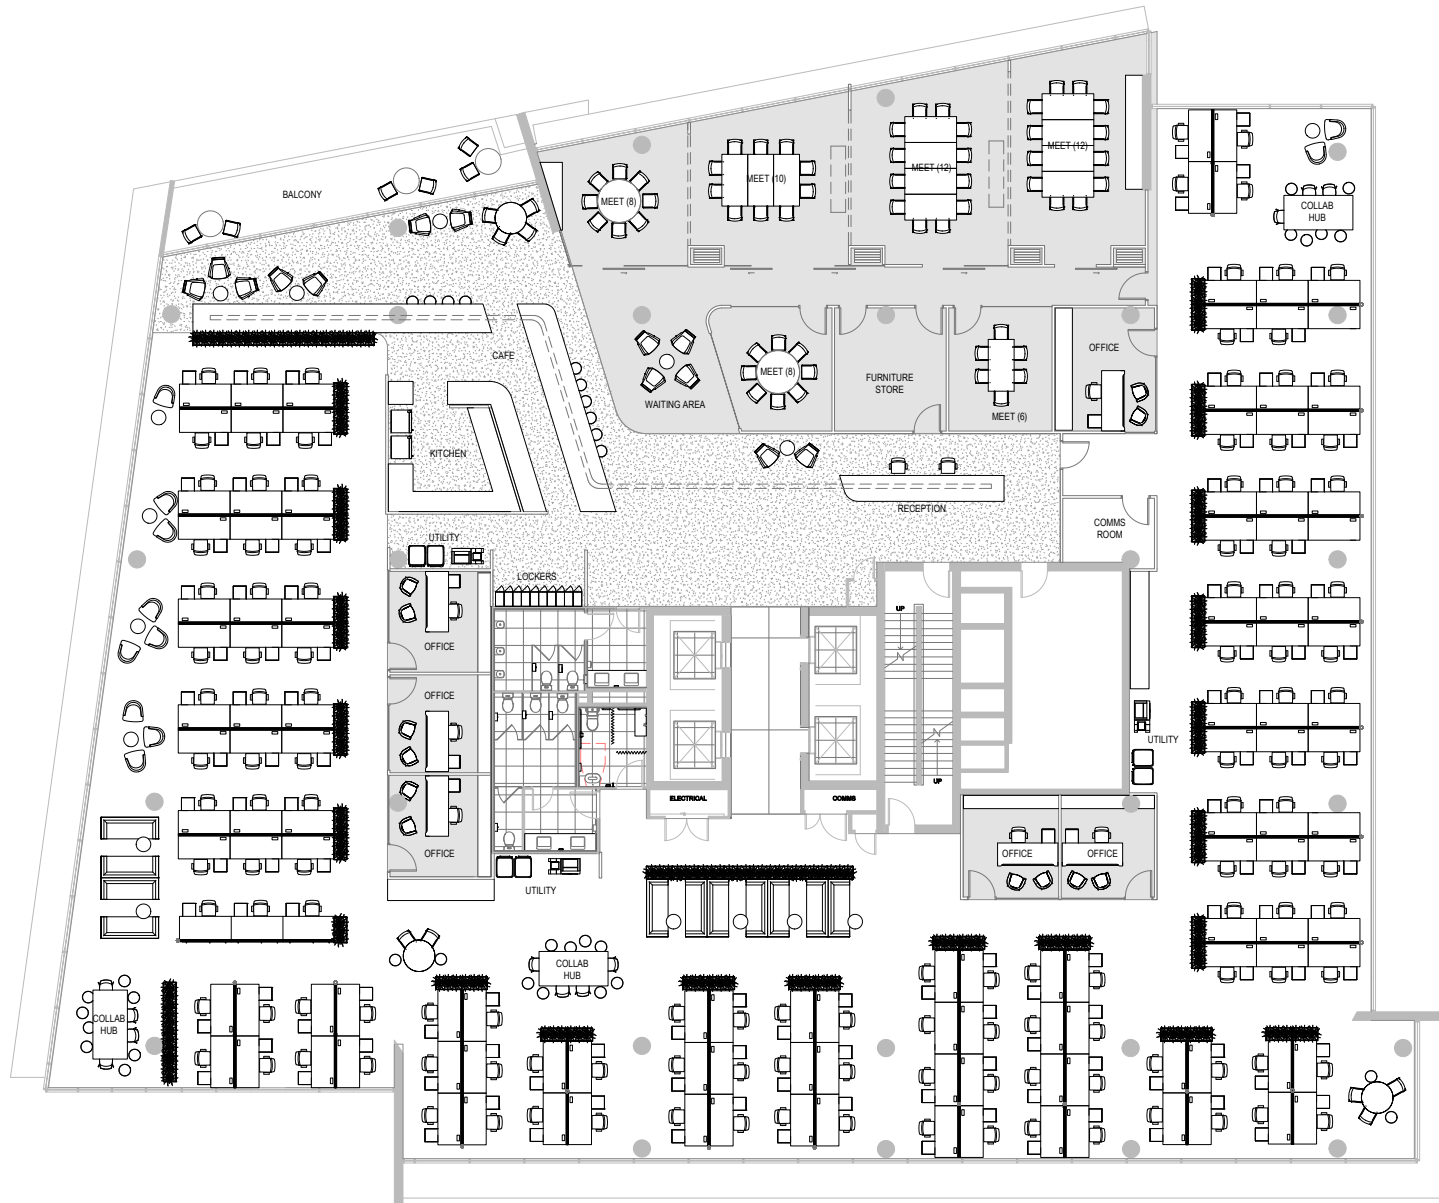 BALCONY
MEET (8)
MEET (10)
MEET (12)
MEET (12)
COLLAB
HUB
CAFE
WAITING AREA
MEET (8)
FURNITURE
STORE
MEET (6)
OFFICE
KITCHEN
RECEPTION
COMMS
ROOM
UTILITY
LOCKERS
UP
OFFICE
OFFICE
OFFICE
UTILITY
UP
ELECTRICAL
COMMS
OFFICE
OFFICE
UTILITY
COLLAB
HUB
COLLAB
HUB